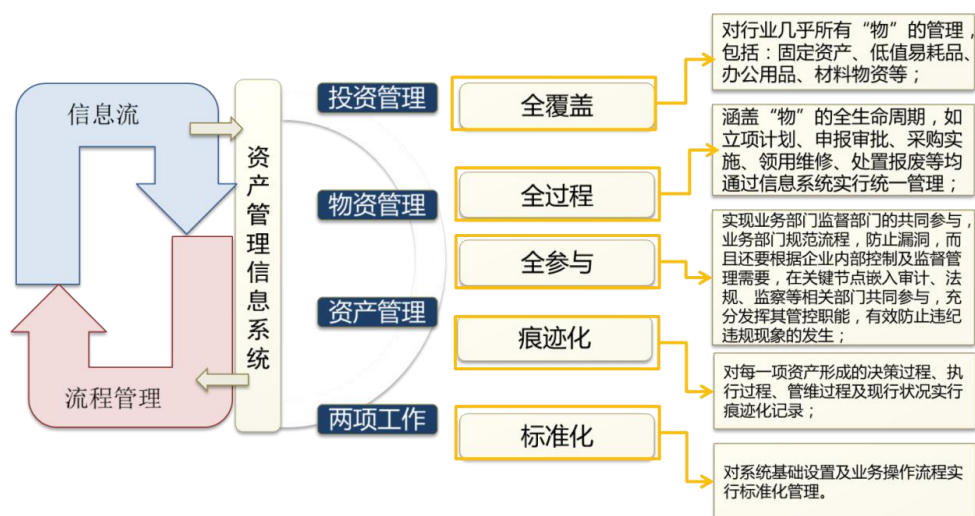 信息流
流程管理
资产管理信息系统
投资管理
物资管理
资产管理
两项工作
全覆盖
全过程
全参与
痕迹化
标准化
对行业几乎所有“物”的管理，
包括：固定资产、低值易耗品、
办公用品、材料物资等；
涵盖“物”的全生命周期，如
立项计划、申报审批、采购实
施、领用维修、处置报废等均
通过信息系统实行统一管理；
实现业务部门监督部门的共同参与，
业务部门规范流程，防止漏洞，而
且还要根据企业内部控制及监督管
理需要，在关键节点嵌入审计、法
规、监察等相关部门共同参与，充
分发挥其管控职能，有效防止违纪
违规现象的发生；
对每一项资产形成的决策过程、执
行过程、管维过程及现行状况实行
痕迹化记录；
对系统基础设置及业务操作流程实
行标准化管理。